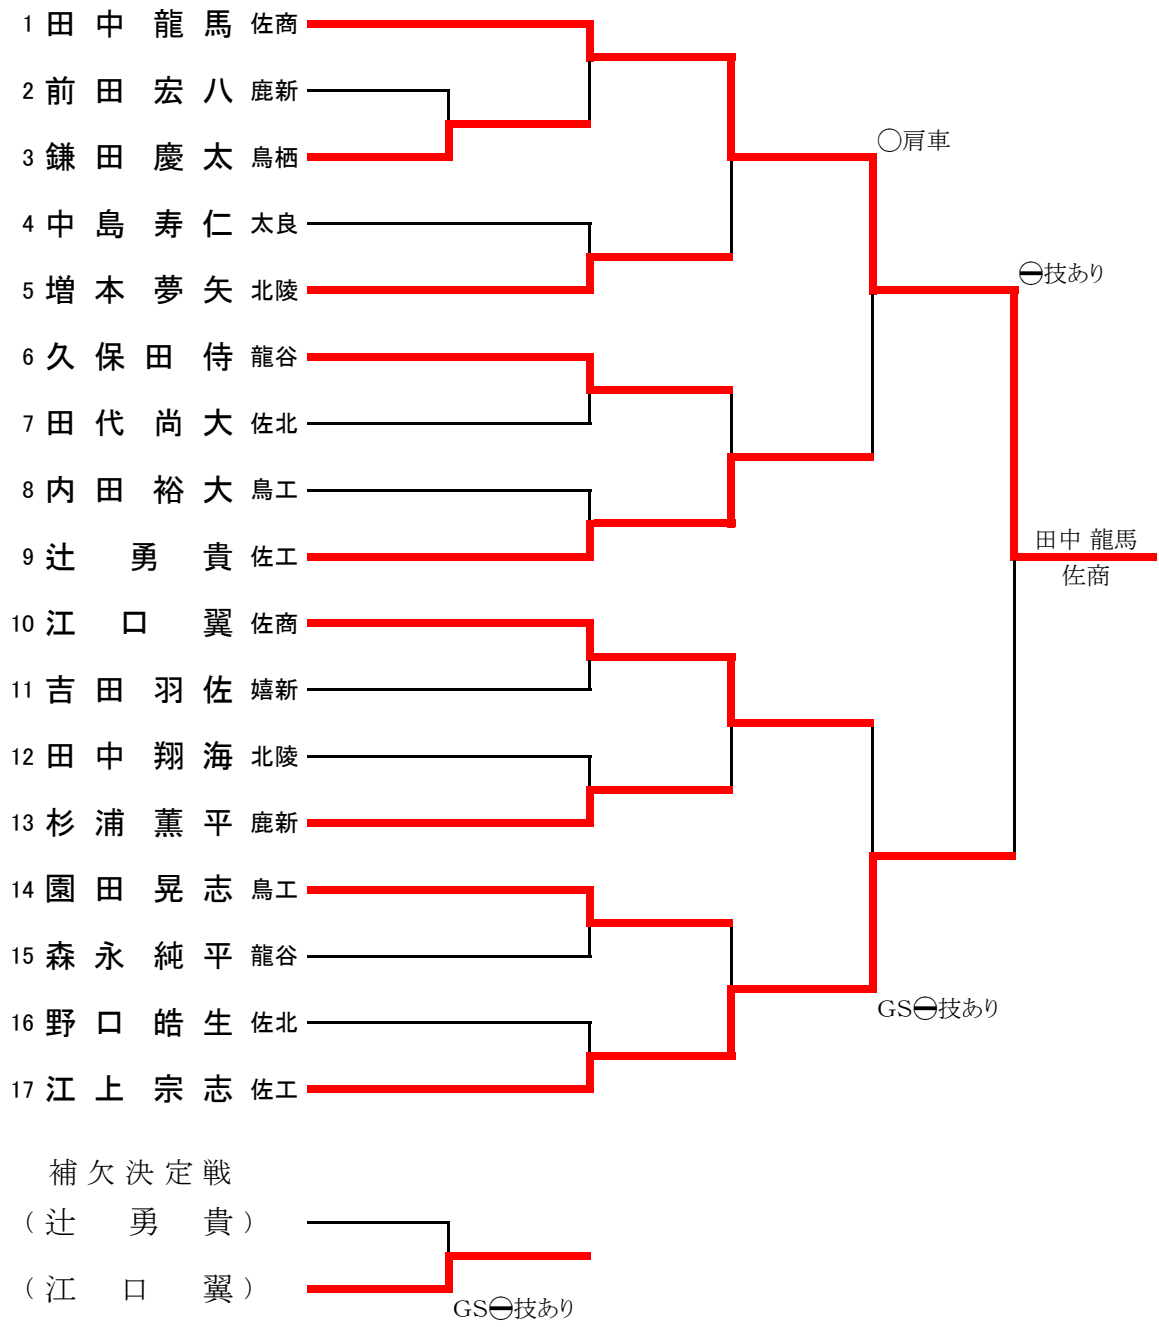 1 田中龍馬 佐商
2 前田宏八 鹿新
3 鎌田慶太 鳥栖
○肩車
4 中島寿仁 太良
⊖技あり
5 増本夢矢 北陵
6 久保田侍 龍谷
7 田代尚大 佐北
8 内田裕大 鳥工
9 辻勇貴 佐工
田中 龍馬
佐商
10 江口翼 佐商
11 吉田羽佐 嬉新
12 田中翔海 北陵
13 杉浦薫平 鹿新
14 園田晃志 鳥工
15 森永純平 龍谷
GS⊖技あり
16 野口皓生 佐北
17 江上宗志 佐工
補欠決定戦
(辻勇貴)
(江口翼)
GS⊖技あり